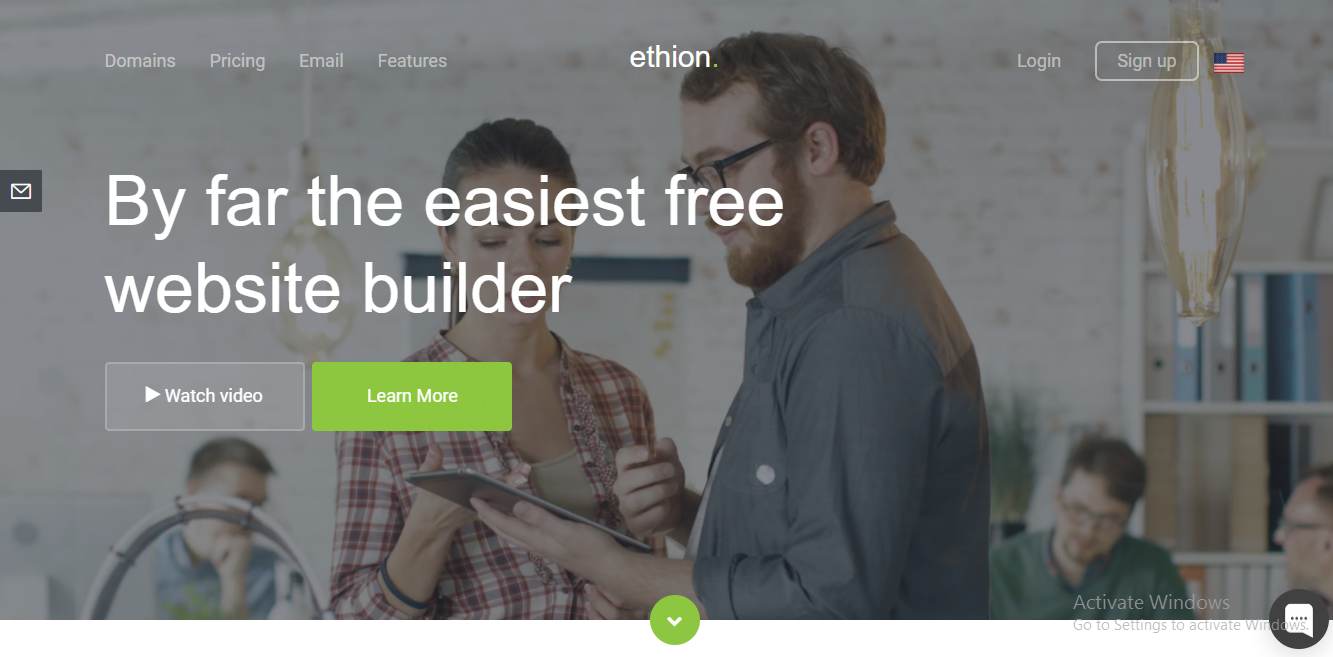 Domains Pricing Email Features ethion. Login Sign up
By far the easiest free
website builder
Watch video Learn More
Activate Windows
Go to Settings to activate Windows.